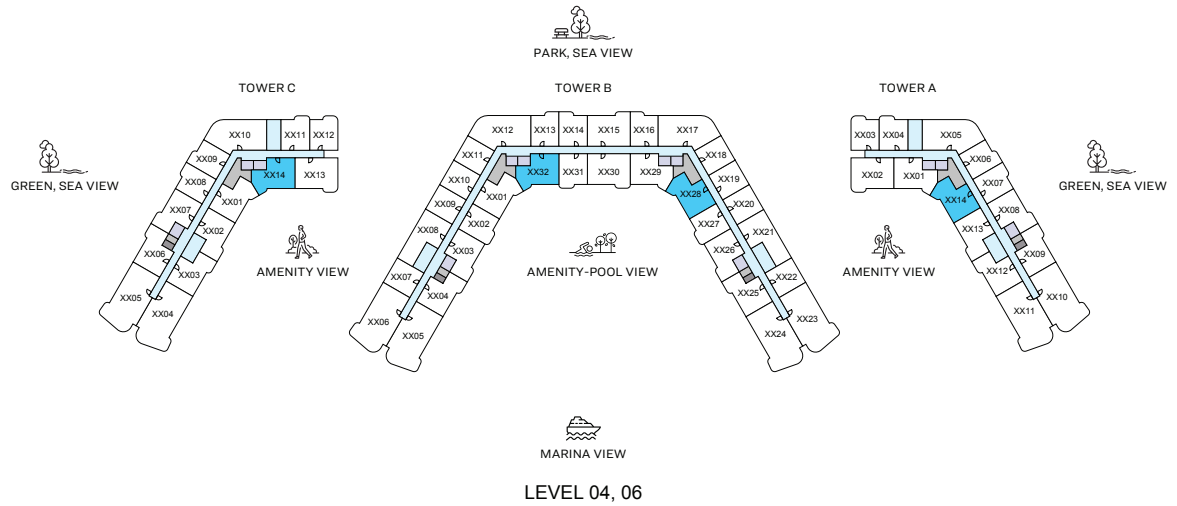 PARK, SEA VIEW
TOWER C
TOWER B
TOWER A
GREEN, SEA VIEW
GREEN, SEA VIEW
XX10
XX11
XX12
XX09
XX14
XX13
XX08
XX01
XX07
XX02
XX06
XX03
XX05
XX04
XX12
XX13
XX14
XX15
XX16
XX17
XX11
XX32
XX31
XX30
XX29
XX18
XX10
XX01
XX28
XX19
XX09
XX02
XX27
XX20
XX08
XX03
XX26
XX21
XX07
XX04
XX25
XX22
XX06
XX05
XX24
XX23
XX03
XX04
XX05
XX02
XX01
XX06
XX14
XX07
XX13
XX08
XX12
XX09
XX11
XX10
AMENITY VIEW
AMENITY-POOL VIEW
AMENITY VIEW
MARINA VIEW
LEVEL 04, 06